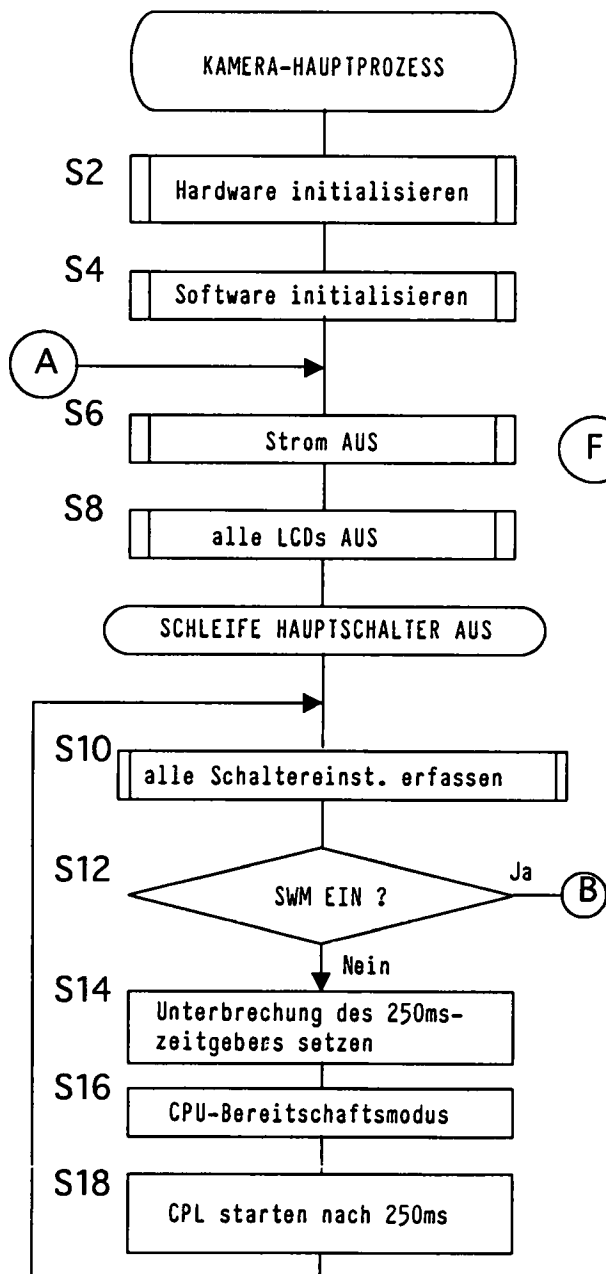 KAMERA-HAUPTPROZESS
S2
Hardware initialisieren
S4
Software initialisieren
A
S6
Strom AUS
F
S8
alle LCDs AUS
SCHLEIFE HAUPTSCHALTER AUS
S10
alle Schaltereinst. erfassen
S12
SWM EIN ?
Ja
B
Nein
S14
Unterbrechung des 250ms-
zeitgebers setzen
S16
CPU-Bereitschaftsmodus
S18
CPL starten nach 250ms